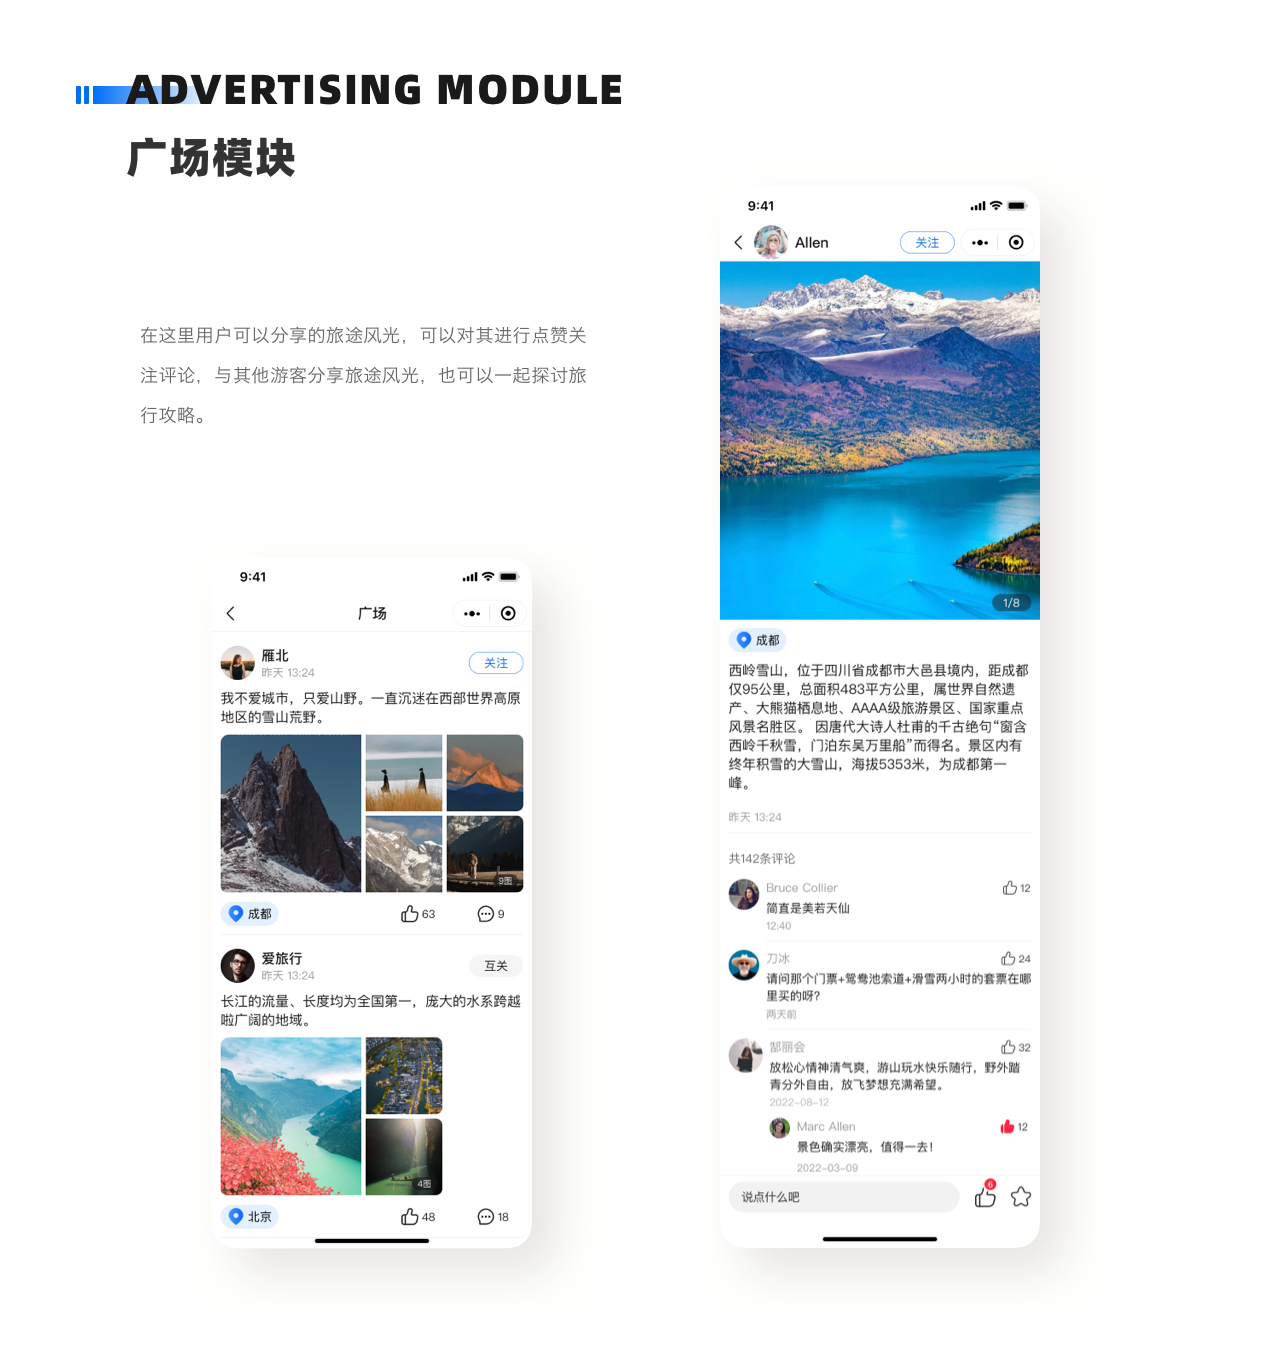 ADVERTISING MODULE
广场模块
在这里用户可以分享的旅途风光，可以对其进行点赞关
注评论，与其他游客分享旅途风光，也可以一起探讨旅
行攻略。
9:41
广场
雁北
昨天 13:24
关注
我不爱城市，只爱山野。一直沉迷在西部世界高原
地区的雪山荒野。
9图
成都
63
9
爱旅行
昨天 13:24
互关
长江的流量、长度均为全国第一，庞大的水系跨越
啦广阔的地域。
4图
北京
48
18
9:41
Allen
关注
1/8
成都
西岭雪山，位于四川省成都市大邑县境内，距成都
仅95公里，总面积483平方公里，属世界自然遗
产、大熊猫栖息地、AAAA级旅游景区、国家重点
风景名胜区。 因唐代大诗人杜甫的千古绝句“窗含
西岭千秋雪，门泊东吴万里船”而得名。景区内有
终年积雪的大雪山，海拔5353米，为成都第一
峰。
昨天 13:24
共142条评论
Bruce Collier
12
简直是美若天仙
12:40
刀冰
24
请问那个门票+鸳鸯池索道+滑雪两小时的套票在哪
里买的呀？
两天前
郜丽会
32
放松心情神清气爽，游山玩水快乐随行，野外踏
青分外自由，放飞梦想充满希望。
2022-08-12
Marc Allen
12
景色确实漂亮，值得一去！
2022-03-09
说点什么吧
6